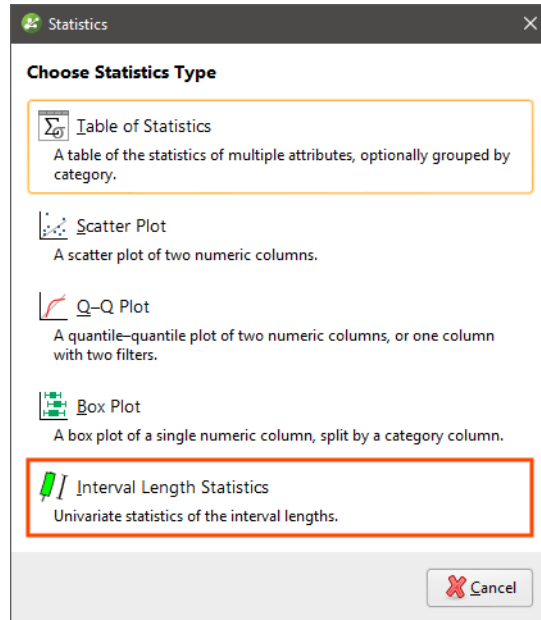 Statistics
Choose Statistics Type
Table of Statistics
A table of the statistics of multiple attributes, optionally grouped by
category.
Scatter Plot
A scatter plot of two numeric columns.
Q–Q Plot
A quantile–quantile plot of two numeric columns, or one column
with two filters.
Box Plot
A box plot of a single numeric column, split by a category column.
Interval Length Statistics
Univariate statistics of the interval lengths.
Cancel